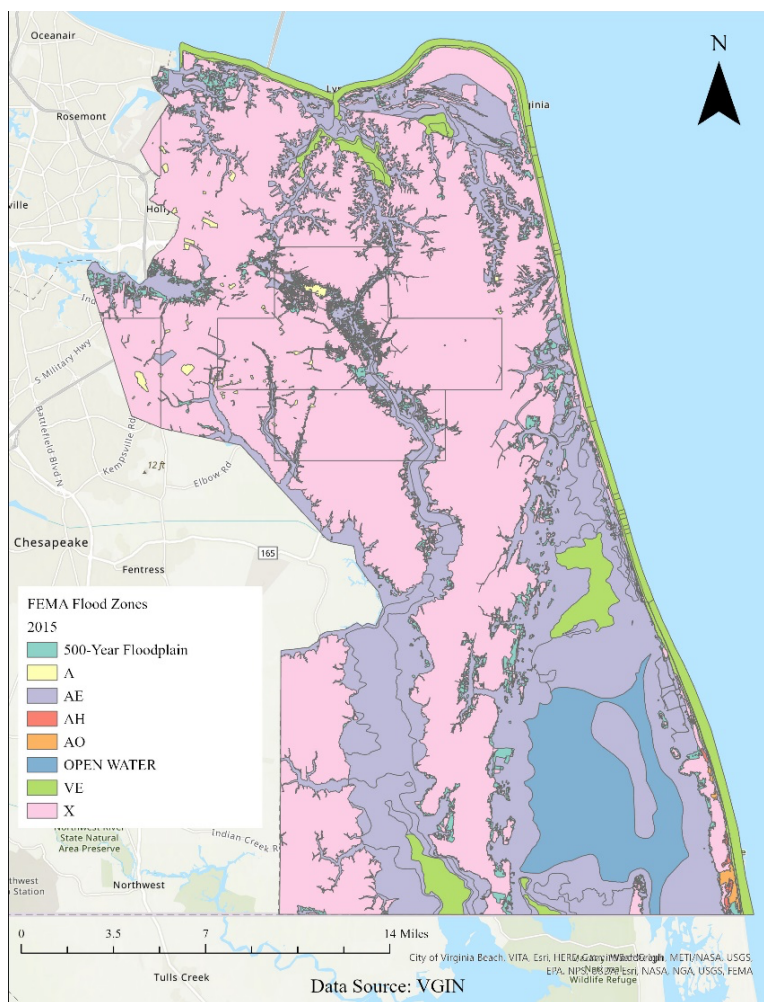 Oceanair
N
Rosemont
ville
S Military Hwy
Battlefield Blvd N
Kempsville Rd
12 ft
Elbow Rd
Chesapeake
165
Fentress
FEMA Flood Zones
2015
500-Year Floodplain
A
AE
AH
AO
OPEN WATER
VE
X
Northwest River
State Natural
Area Preserve
Indian Creek R
Northwest
thwest
Station
0 3.5 7 14 Miles
City of Virginia Beach, VITA, Esri, HERE, Garmin, METI/NASA, USGS,
EPA, NPS, USDA, Esri, NASA, NGA, USGS, FEMA
Wildlife Refuge
Tulls Creek
Data Source: VGIN